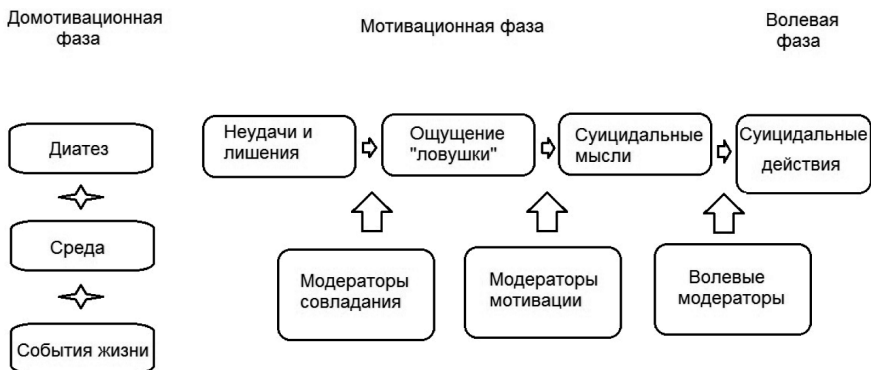 Домотивационная
фаза
Мотивационная фаза
Волевая
фаза
Диатез
Среда
События жизни
Неудачи и
лишения
Ощущение
"ловушки"
Суицидальные
мысли
Суицидальные
действия
Модераторы
совладания
Модераторы
мотивации
Волевые
модераторы